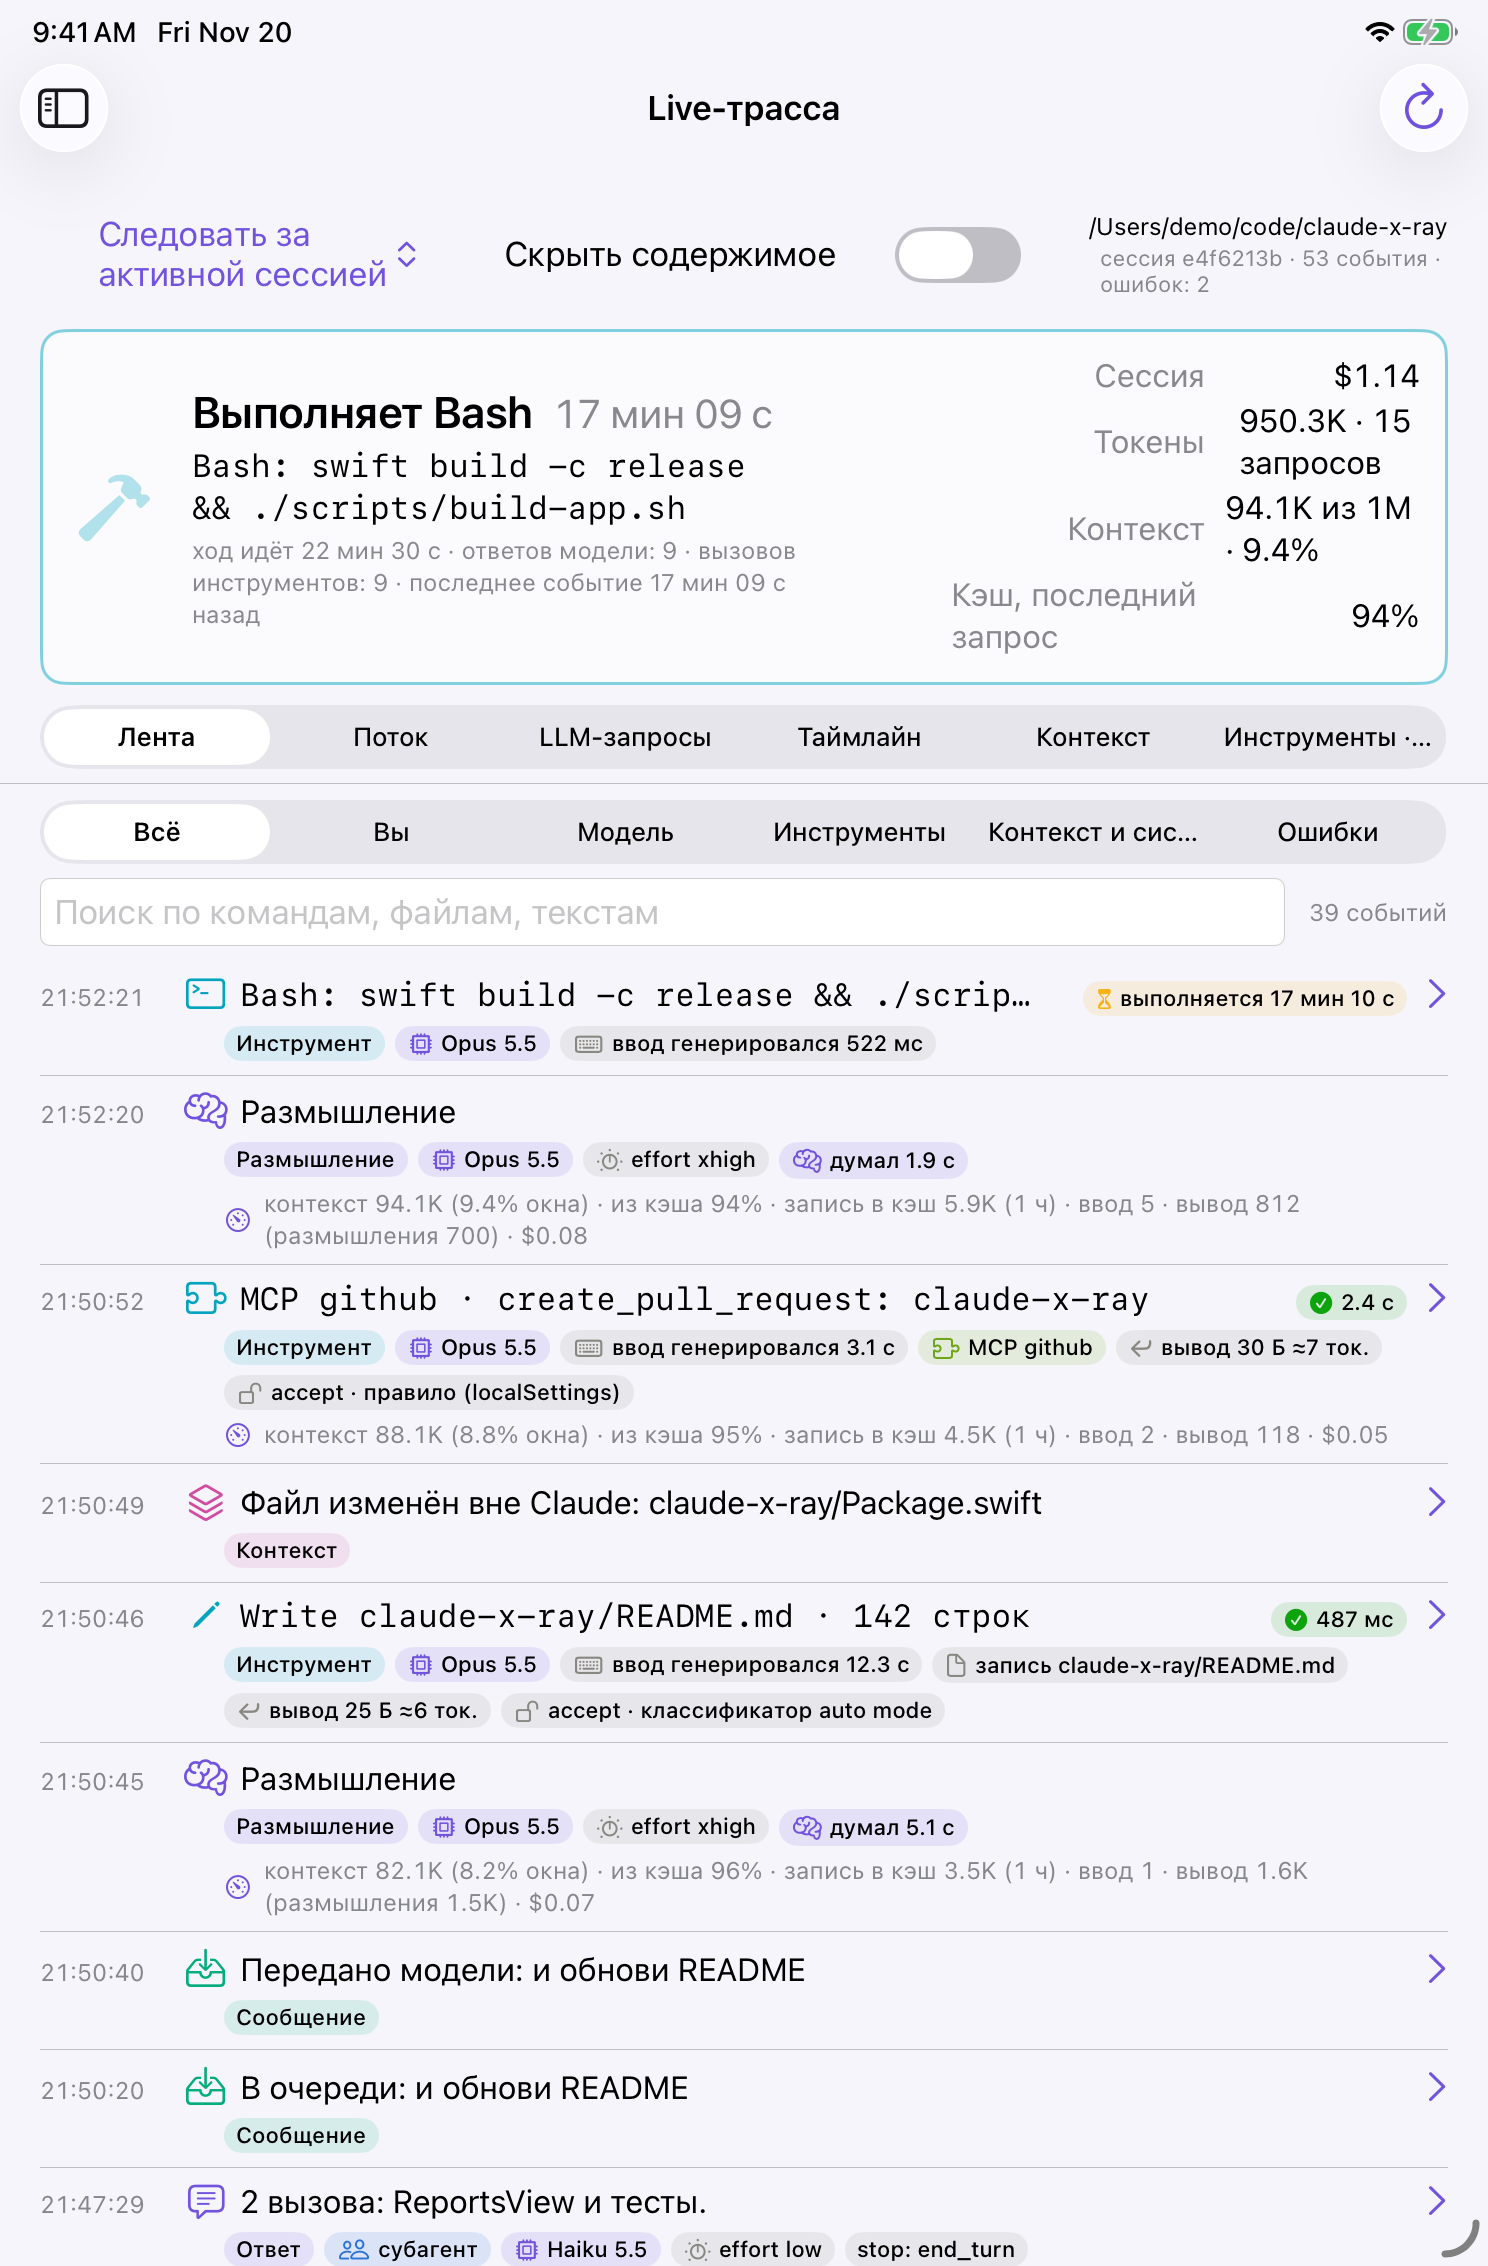 9:41 AM Fri Nov 20
Live-трасса
Следовать за
активной сессией
Скрыть содержимое
/Users/demo/code/claude-x-ray
сессия e4f6213b · 53 события ·
ошибок: 2
Выполняет Bash 17 мин 09 с
Bash: swift build -c release
&& ./scripts/build-app.sh
ход идёт 22 мин 30 с · ответов модели: 9 · вызовов
инструментов: 9 · последнее событие 17 мин 09 с
назад
Сессия $1.14
Токены 950.3K · 15
запросов
Контекст 94.1K из 1M
· 9.4%
Кэш, последний
запрос 94%
Лента Поток LLM-запросы Таймлайн Контекст Инструменты ·...
Всё Вы Модель Инструменты Контекст и сис... Ошибки
Поиск по командам, файлам, текстам 39 событий
21:52:21 Bash: swift build -c release && ./scrip... выполняется 17 мин 10 с
Инструмент Opus 5.5 ввод генерировался 522 мс
21:52:20 Размышление
Размышление Opus 5.5 effort xhigh думал 1.9 с
контекст 94.1K (9.4% окна) · из кэша 94% · запись в кэш 5.9K (1 ч) · ввод 5 · вывод 812
(размышления 700) · $0.08
21:50:52 MCP github · create_pull_request: claude-x-ray 2.4 с
Инструмент Opus 5.5 ввод генерировался 3.1 с MCP github вывод 30 Б ≈7 ток.
accept · правило (localSettings)
контекст 88.1K (8.8% окна) · из кэша 95% · запись в кэш 4.5K (1 ч) · ввод 2 · вывод 118 · $0.05
21:50:49 Файл изменён вне Claude: claude-x-ray/Package.swift
Контекст
21:50:46 Write claude-x-ray/README.md · 142 строк 487 мс
Инструмент Opus 5.5 ввод генерировался 12.3 с запись claude-x-ray/README.md
вывод 25 Б ≈6 ток. accept · классификатор auto mode
21:50:45 Размышление
Размышление Opus 5.5 effort xhigh думал 5.1 с
контекст 82.1K (8.2% окна) · из кэша 96% · запись в кэш 3.5K (1 ч) · ввод 1 · вывод 1.6K
(размышления 1.5K) · $0.07
21:50:40 Передано модели: и обнови README
Сообщение
21:50:20 В очереди: и обнови README
Сообщение
21:47:29 2 вызова: ReportsView и тесты.
Ответ субагент Haiku 5.5 effort low stop: end_turn